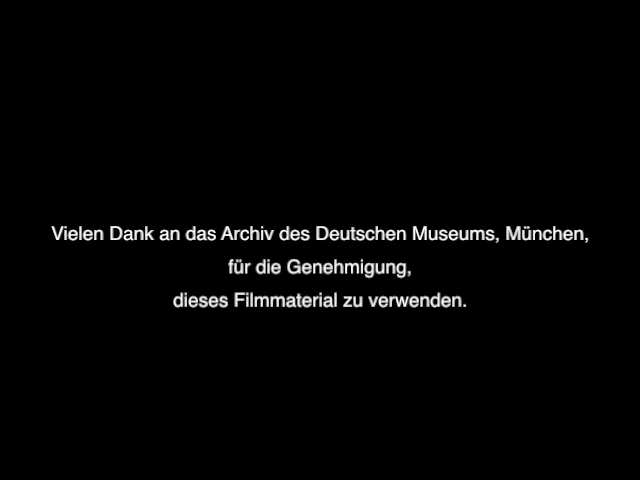 Vielen Dank an das Archiv des Deutschen Museums, München,
für die Genehmigung,
dieses Filmmaterial zu verwenden.